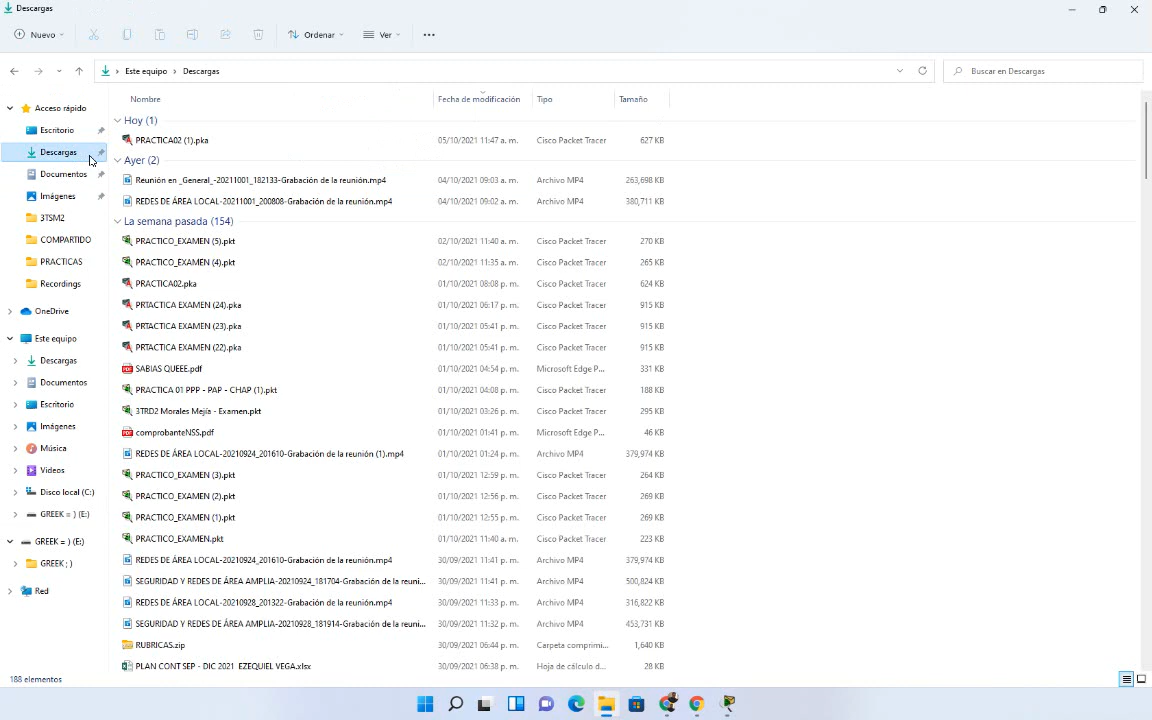 Descargas
Nuevo
Ordenar
Ver
Este equipo > Descargas
Buscar en Descargas
Acceso rápido
Escritorio
Descargas
Documentos
Imágenes
3TSM2
COMPARTIDO
PRACTICAS
Recordings
OneDrive
Este equipo
Descargas
Documentos
Escritorio
Imágenes
Música
Videos
Disco local (C:)
GREEK = ) (E:)
GREEK = ) (E:)
GREEK ; )
Red
Nombre Fecha de modificación Tipo Tamaño
Hoy (1)
PRACTICA02 (1).pka 05/10/2021 11:47 a. m. Cisco Packet Tracer 627 KB
Ayer (2)
Reunión en _General_-20211001_182133-Grabación de la reunión.mp4 04/10/2021 09:03 a. m. Archivo MP4 263,698 KB
REDES DE ÁREA LOCAL-20211001_200808-Grabación de la reunión.mp4 04/10/2021 09:02 a. m. Archivo MP4 380,711 KB
La semana pasada (154)
PRACTICO_EXAMEN (5).pkt 02/10/2021 11:40 a. m. Cisco Packet Tracer 270 KB
PRACTICO_EXAMEN (4).pkt 02/10/2021 11:35 a. m. Cisco Packet Tracer 265 KB
PRACTICA02.pka 01/10/2021 08:08 p. m. Cisco Packet Tracer 624 KB
PRTACTICA EXAMEN (24).pka 01/10/2021 06:17 p. m. Cisco Packet Tracer 915 KB
PRTACTICA EXAMEN (23).pka 01/10/2021 05:41 p. m. Cisco Packet Tracer 915 KB
PRTACTICA EXAMEN (22).pka 01/10/2021 05:41 p. m. Cisco Packet Tracer 915 KB
SABIAS QUEEE.pdf 01/10/2021 04:54 p. m. Microsoft Edge P... 331 KB
PRACTICA 01 PPP - PAP - CHAP (1).pkt 01/10/2021 04:08 p. m. Cisco Packet Tracer 188 KB
3TRD2 Morales Mejía - Examen.pkt 01/10/2021 03:26 p. m. Cisco Packet Tracer 295 KB
comprobanteNSS.pdf 01/10/2021 01:41 p. m. Microsoft Edge P... 46 KB
REDES DE ÁREA LOCAL-20210924_201610-Grabación de la reunión (1).mp4 01/10/2021 01:24 p. m. Archivo MP4 379,974 KB
PRACTICO_EXAMEN (3).pkt 01/10/2021 12:59 p. m. Cisco Packet Tracer 264 KB
PRACTICO_EXAMEN (2).pkt 01/10/2021 12:56 p. m. Cisco Packet Tracer 269 KB
PRACTICO_EXAMEN (1).pkt 01/10/2021 12:55 p. m. Cisco Packet Tracer 269 KB
PRACTICO_EXAMEN.pkt 01/10/2021 11:40 a. m. Cisco Packet Tracer 223 KB
REDES DE ÁREA LOCAL-20210924_201610-Grabación de la reunión.mp4 30/09/2021 11:41 p. m. Archivo MP4 379,974 KB
SEGURIDAD Y REDES DE ÁREA AMPLIA-20210924_181704-Grabación de la reuni... 30/09/2021 11:41 p. m. Archivo MP4 500,824 KB
REDES DE ÁREA LOCAL-20210928_201322-Grabación de la reunión.mp4 30/09/2021 11:33 p. m. Archivo MP4 316,822 KB
SEGURIDAD Y REDES DE ÁREA AMPLIA-20210928_181914-Grabación de la reuni... 30/09/2021 11:32 p. m. Archivo MP4 453,731 KB
RUBRICAS.zip 30/09/2021 06:44 p. m. Carpeta comprimi... 1,640 KB
PLAN CONT SEP - DIC 2021 EZEQUIEL VEGA.xlsx 30/09/2021 06:38 p. m. Hoja de cálculo d... 28 KB
188 elementos